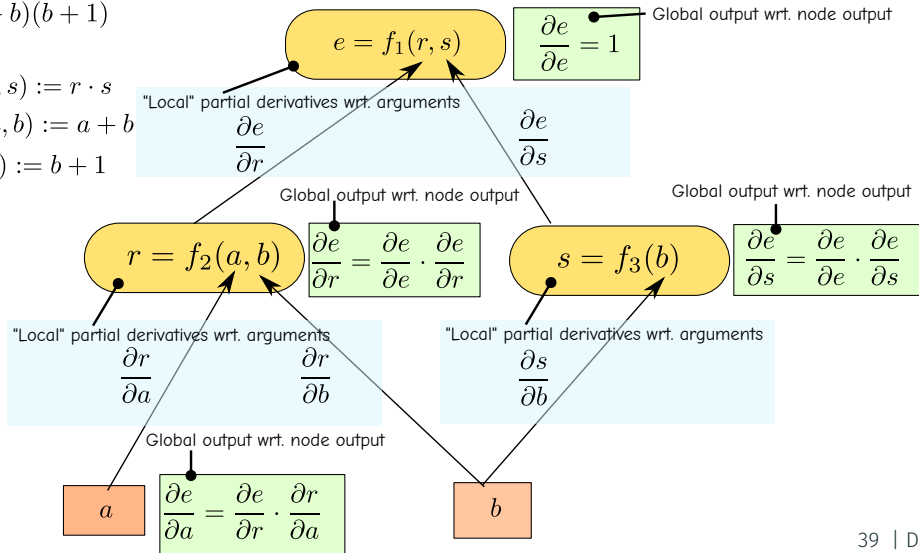 b)(b + 1)
e = f₁(r, s)
∂e/∂e = 1
Global output wrt. node output
s) := r · s
"Local" partial derivatives wrt. arguments
, b) := a + b
∂e/∂r
∂e/∂s
) := b + 1
Global output wrt. node output
Global output wrt. node output
r = f₂(a, b)
∂e/∂r = ∂e/∂e · ∂e/∂r
s = f₃(b)
∂e/∂s = ∂e/∂e · ∂e/∂s
"Local" partial derivatives wrt. arguments
"Local" partial derivatives wrt. arguments
∂r/∂a
∂r/∂b
∂s/∂b
Global output wrt. node output
a
∂e/∂a = ∂e/∂r · ∂r/∂a
b
39 | D